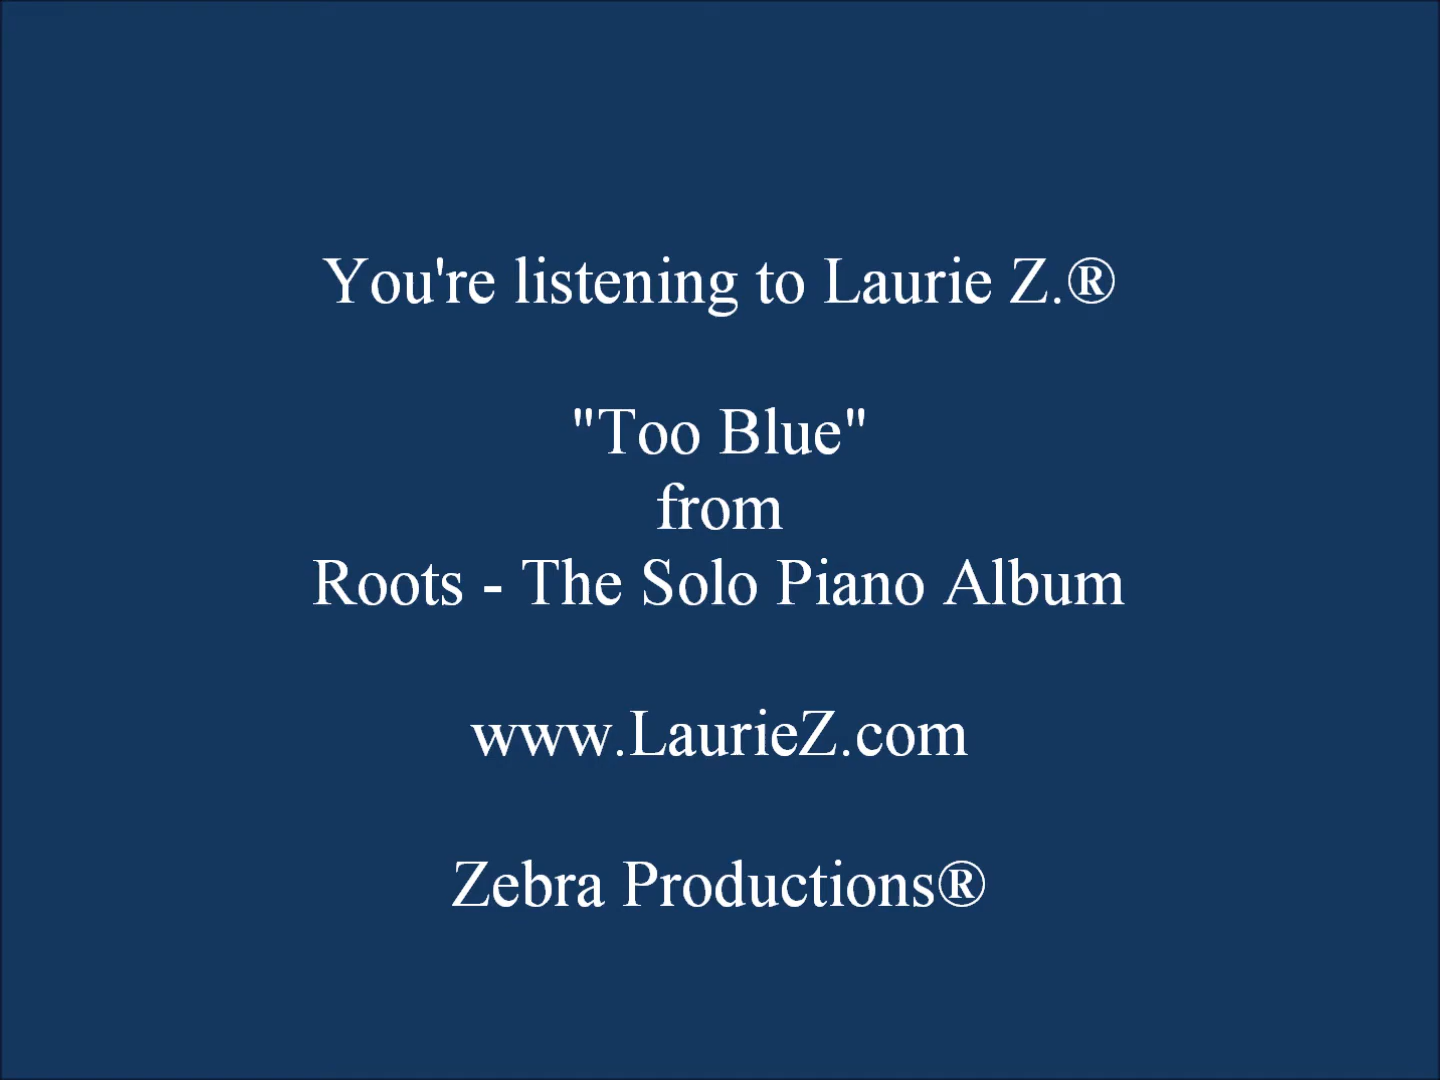 You're listening to Laurie Z.®
"Too Blue"
from
Roots - The Solo Piano Album
www.LaurieZ.com
Zebra Productions®